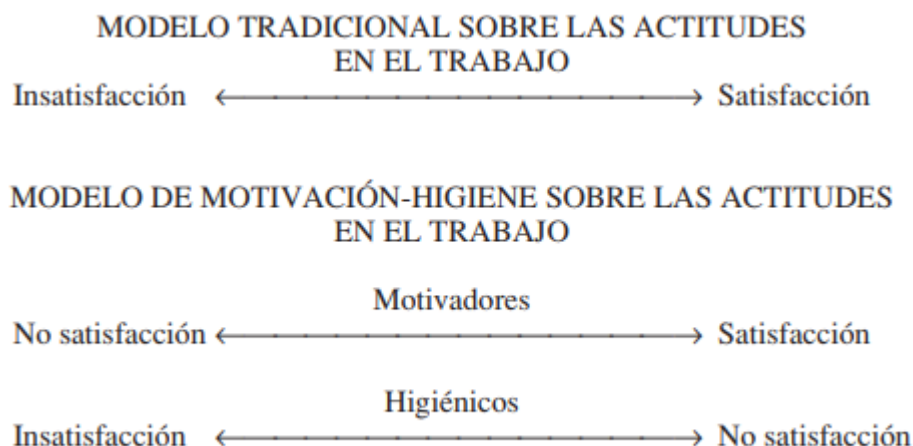 MODELO TRADICIONAL SOBRE LAS ACTITUDES
EN EL TRABAJO
Insatisfacción ←→ Satisfacción
MODELO DE MOTIVACIÓN-HIGIENE SOBRE LAS ACTITUDES
EN EL TRABAJO
Motivadores
No satisfacción ←→ Satisfacción
Higiénicos
Insatisfacción ←→ No satisfacción